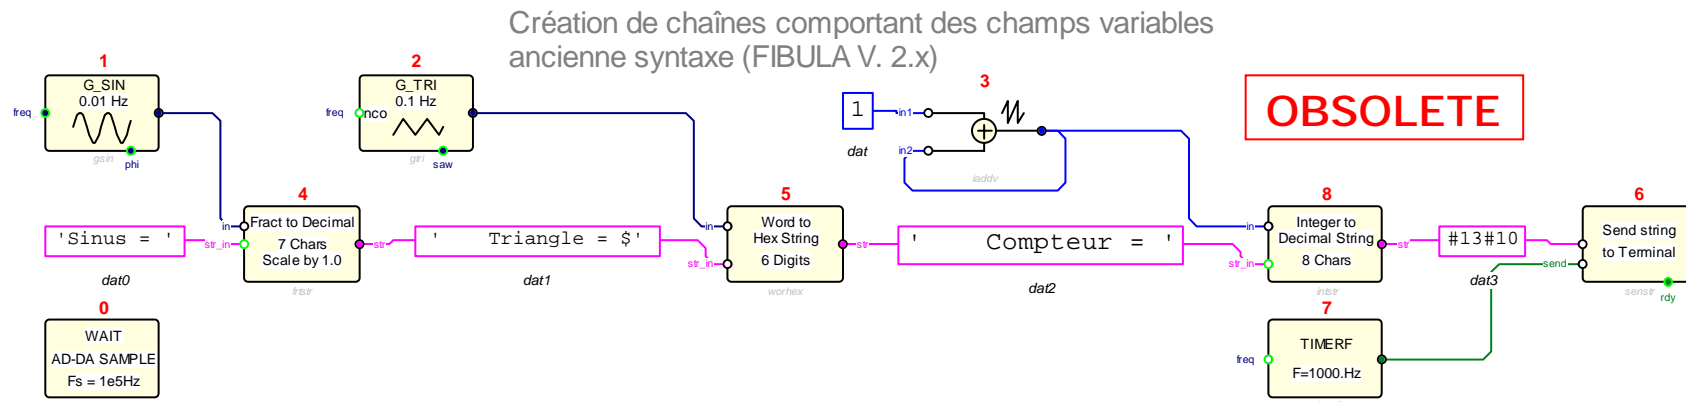 Création de chaînes comportant des champs variables
ancienne syntaxe (FIBULA V. 2.x)
OBSOLETE
1
G_SIN
0.01 Hz
freq
phi
gsin
2
G_TRI
0.1 Hz
freq
nco
saw
gtri
3
1
dat
in1
in2
iaddv
4
Fract to Decimal
7 Chars
Scale by 1.0
in
str_in
str
frtstr
'Sinus = '
dat0
'    Triangle = $'
dat1
5
Word to
Hex String
6 Digits
in
str_in
str
worhex
'    Compteur = '
dat2
8
Integer to
Decimal String
8 Chars
in
str_in
str
intstr
#13#10
dat3
6
Send string
to Terminal
send
senstr
rdy
0
WAIT
AD-DA SAMPLE
Fs = 1e5Hz
7
TIMERF
F=1000.Hz
freq